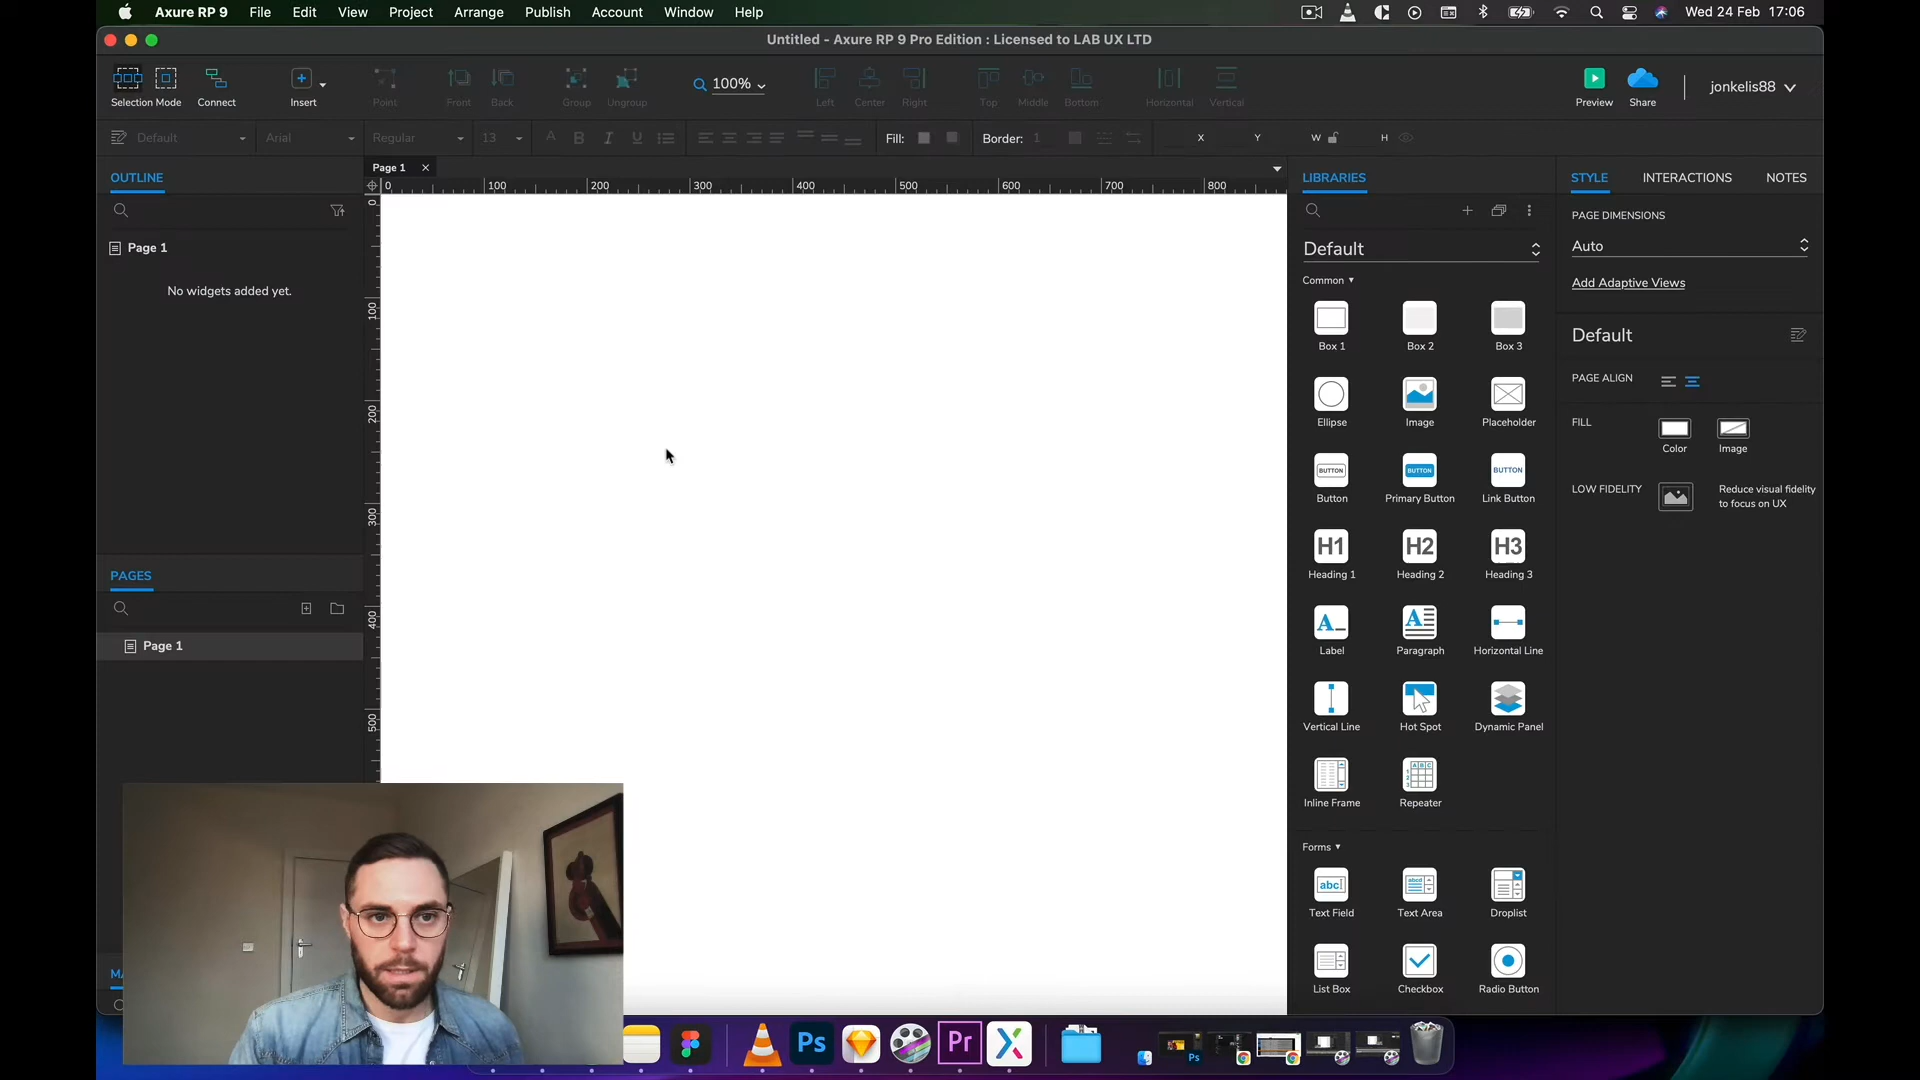 Axure RP 9 File Edit View Project Arrange Publish Account Window Help Wed 24 Feb 17:06
Untitled - Axure RP 9 Pro Edition : Licensed to LAB UX LTD
100%
Selection Mode Connect Insert Point Front Back Group Ungroup Left Center Right Top Middle Bottom Horizontal Vertical Preview Share jonkelis88
Default Arial Regular 13 A B I U Fill: Border: 1 X Y W H
Page 1
0 100 200 300 400 500 600 700 800
0
100
200
300
400
500
OUTLINE
Page 1
No widgets added yet.
PAGES
Page 1
LIBRARIES
Default
Common
Box 1 Box 2 Box 3
Ellipse Image Placeholder
BUTTON BUTTON BUTTON
Button Primary Button Link Button
H1 H2 H3
Heading 1 Heading 2 Heading 3
A A
Label Paragraph Horizontal Line
Vertical Line Hot Spot Dynamic Panel
Inline Frame Repeater
Forms
abc
Text Field Text Area Droplist
List Box Checkbox Radio Button
STYLE INTERACTIONS NOTES
PAGE DIMENSIONS
Auto
Add Adaptive Views
Default
PAGE ALIGN
FILL
Color Image
LOW FIDELITY Reduce visual fidelity
to focus on UX
Ps Pr Ps